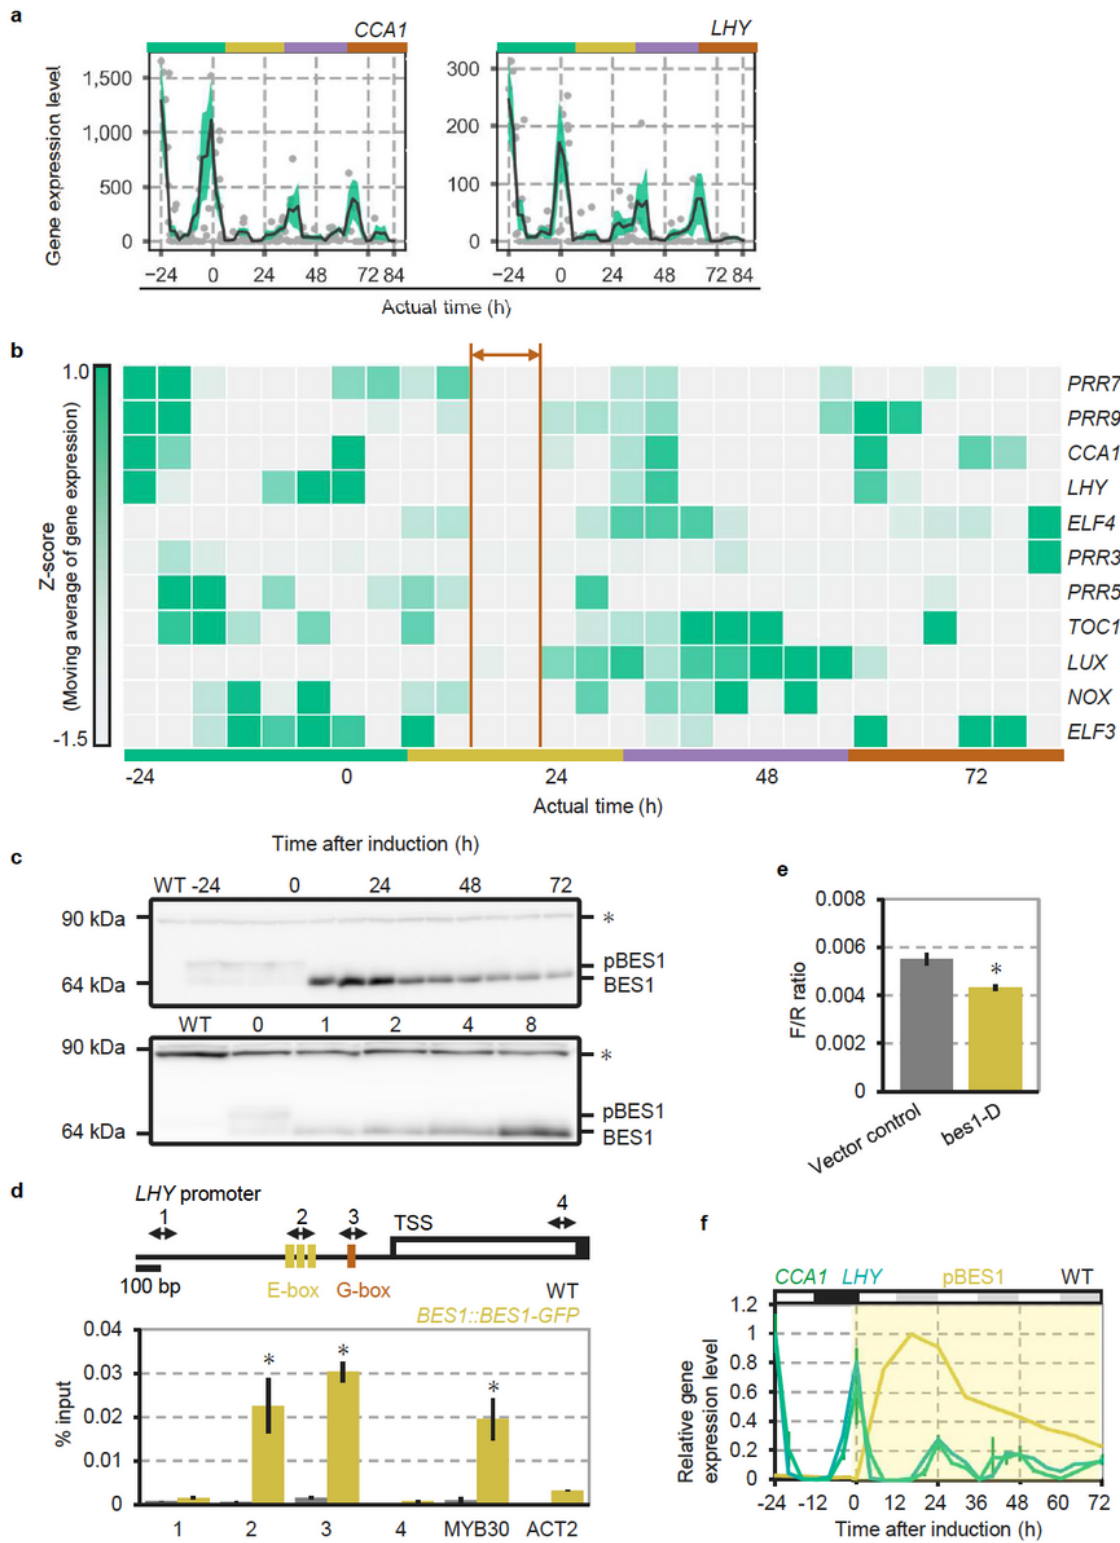 a
CCA1
LHY
Gene expression level
1,500
1,000
500
0
300
200
100
0
−24 0 24 48 72 84
−24 0 24 48 72 84
Actual time (h)
b
1.0
-1.5
Z-score
(Moving average of gene expression)
PRR7
PRR9
CCA1
LHY
ELF4
PRR3
PRR5
TOC1
LUX
NOX
ELF3
-24 0 24 48 72
Actual time (h)
c
Time after induction (h)
WT -24 0 24 48 72
90 kDa
*
pBES1
64 kDa
BES1
WT 0 1 2 4 8
90 kDa
*
pBES1
64 kDa
BES1
d
LHY promoter
1 2 3 TSS 4
100 bp
E-box
G-box
WT
BES1::BES1-GFP
% input
0.04
0.03
0.02
0.01
0
* * *
1 2 3 4 MYB30 ACT2
e
F/R ratio
0.008
0.006
0.004
0.002
0
*
Vector control
bes1-D
f
CCA1 LHY pBES1 WT
Relative gene
expression level
1.2
1
0.8
0.6
0.4
0.2
0
-24 -12 0 12 24 36 48 72
Time after induction (h)